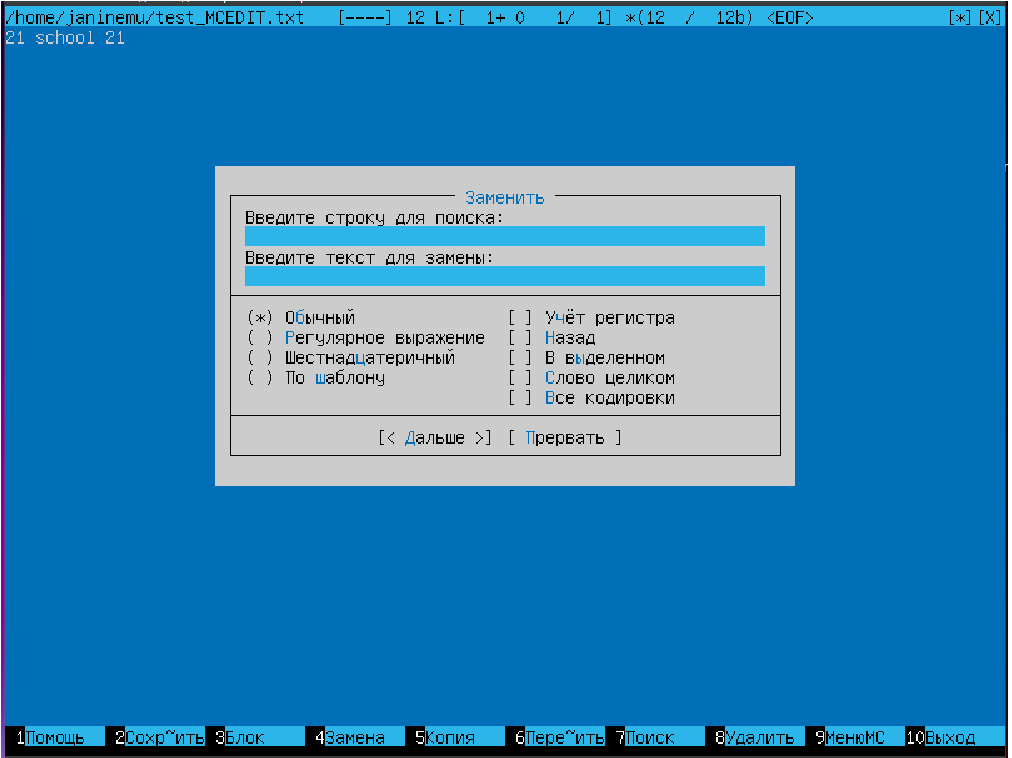 /home/janinemu/test_MCEDIT.txt [----] 12 L:[ 1+ 0 1/ 1] *(12 / 12b) <EOF> [*][X]
21 school 21
Заменить
Введите строку для поиска:
Введите текст для замены:
(*) Обычный [ ] Учёт регистра
( ) Регулярное выражение [ ] Назад
( ) Шестнадцатеричный [ ] В выделенном
( ) По шаблону [ ] Слово целиком
[ ] Все кодировки
[< Дальше >] [ Прервать ]
1Помощь 2Сохр~ить 3Блок 4Замена 5Копия 6Пере~ить 7Поиск 8Удалить 9МенюMC 10Выход